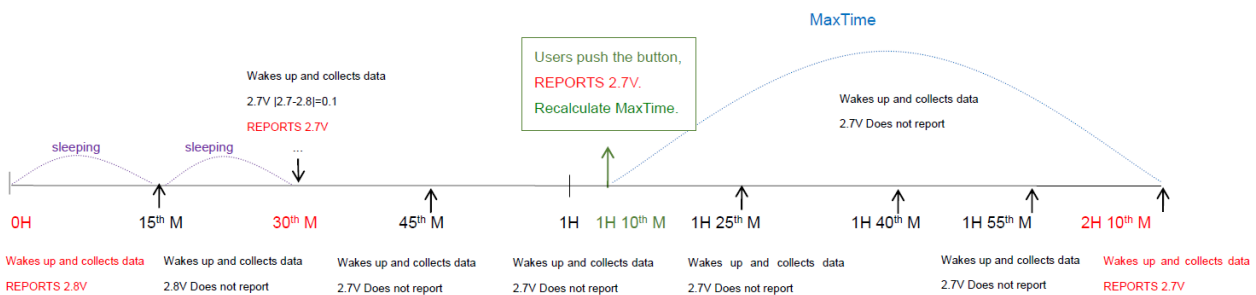 MaxTime
Users push the button,
REPORTS 2.7V.
Recalculate MaxTime.
Wakes up and collects data
2.7V |2.7-2.8|=0.1
REPORTS 2.7V
...
Wakes up and collects data
2.7V Does not report
sleeping
sleeping
0H
15th M
30th M
45th M
1H
1H 10th M
1H 25th M
1H 40th M
1H 55th M
2H 10th M
Wakes up and collects data
REPORTS 2.8V
Wakes up and collects data
2.8V Does not report
Wakes up and collects data
2.7V Does not report
Wakes up and collects data
2.7V Does not report
Wakes up and collects data
2.7V Does not report
Wakes up and collects data
2.7V Does not report
Wakes up and collects data
REPORTS 2.7V